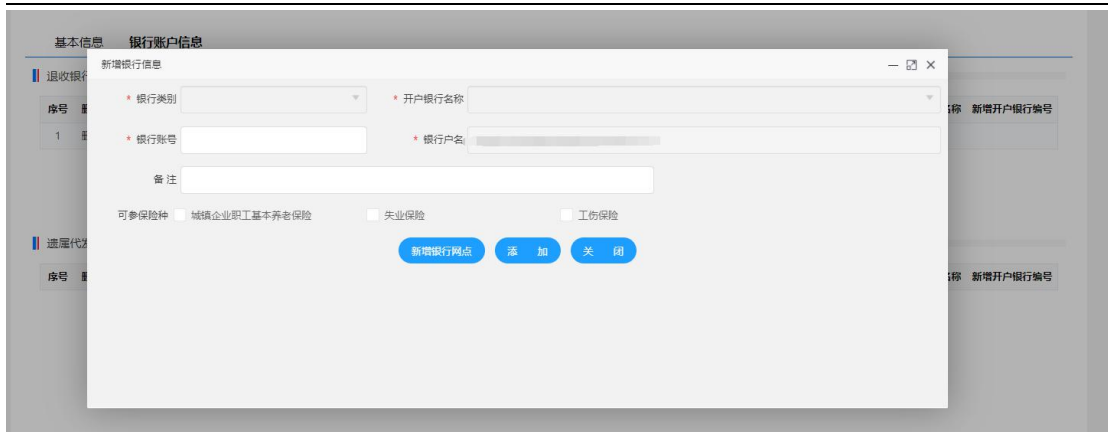 基本信息 银行账户信息
新增银行信息
退收银行
* 银行类别 * 开户银行名称
序号 名称 新增开户银行编号
1
* 银行账号 * 银行户名
备注
可参保险种 城镇企业职工基本养老保险 失业保险 工伤保险
遗属代发
新增银行网点 添 加 关 闭
序号 名称 新增开户银行编号